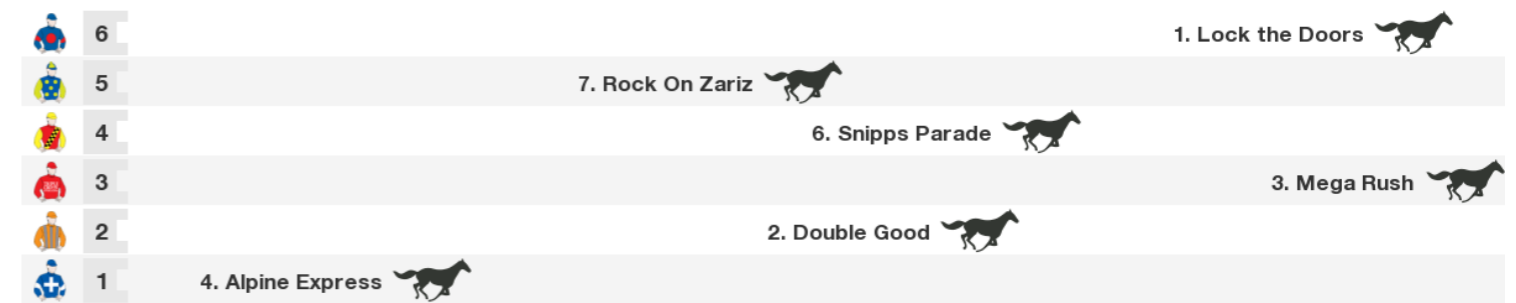 6 1. Lock the Doors
5 7. Rock On Zariz
4 6. Snipps Parade
3 3. Mega Rush
2 2. Double Good
1 4. Alpine Express